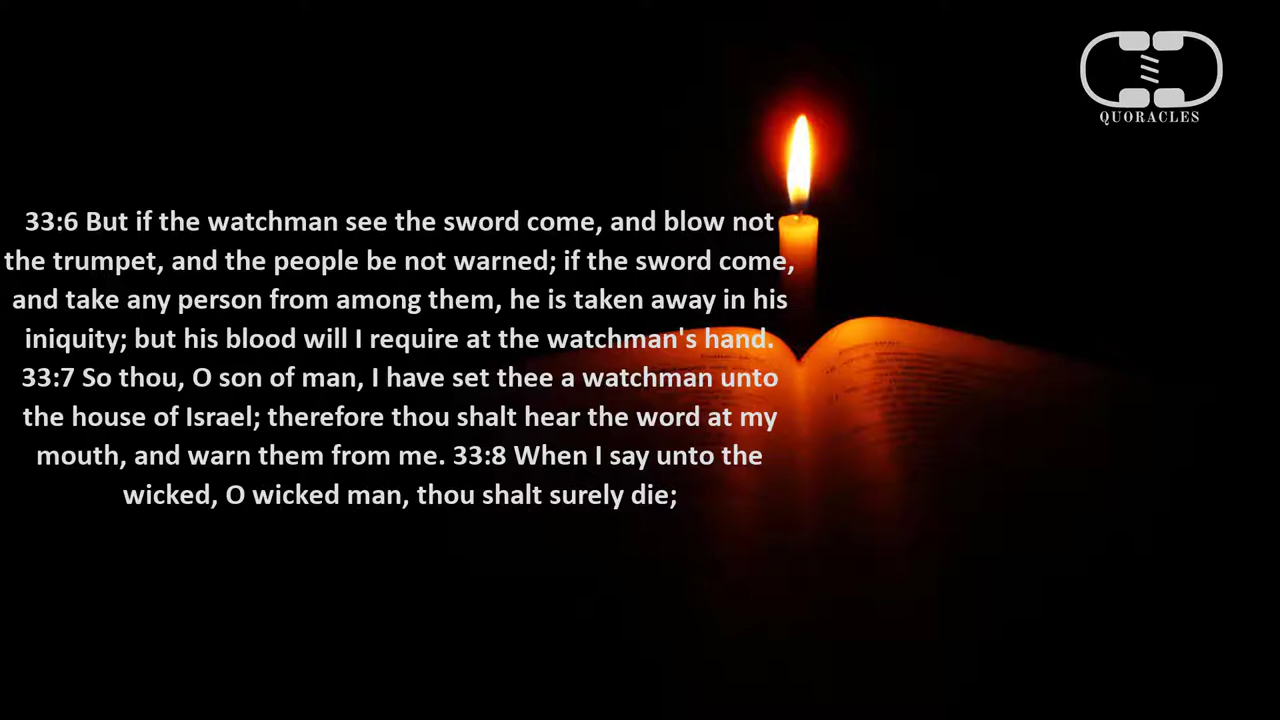 QUORACLES
33:6 But if the watchman see the sword come, and blow not
the trumpet, and the people be not warned; if the sword come,
and take any person from among them, he is taken away in his
iniquity; but his blood will I require at the watchman's hand.
33:7 So thou, O son of man, I have set thee a watchman unto
the house of Israel; therefore thou shalt hear the word at my
mouth, and warn them from me. 33:8 When I say unto the
wicked, O wicked man, thou shalt surely die;